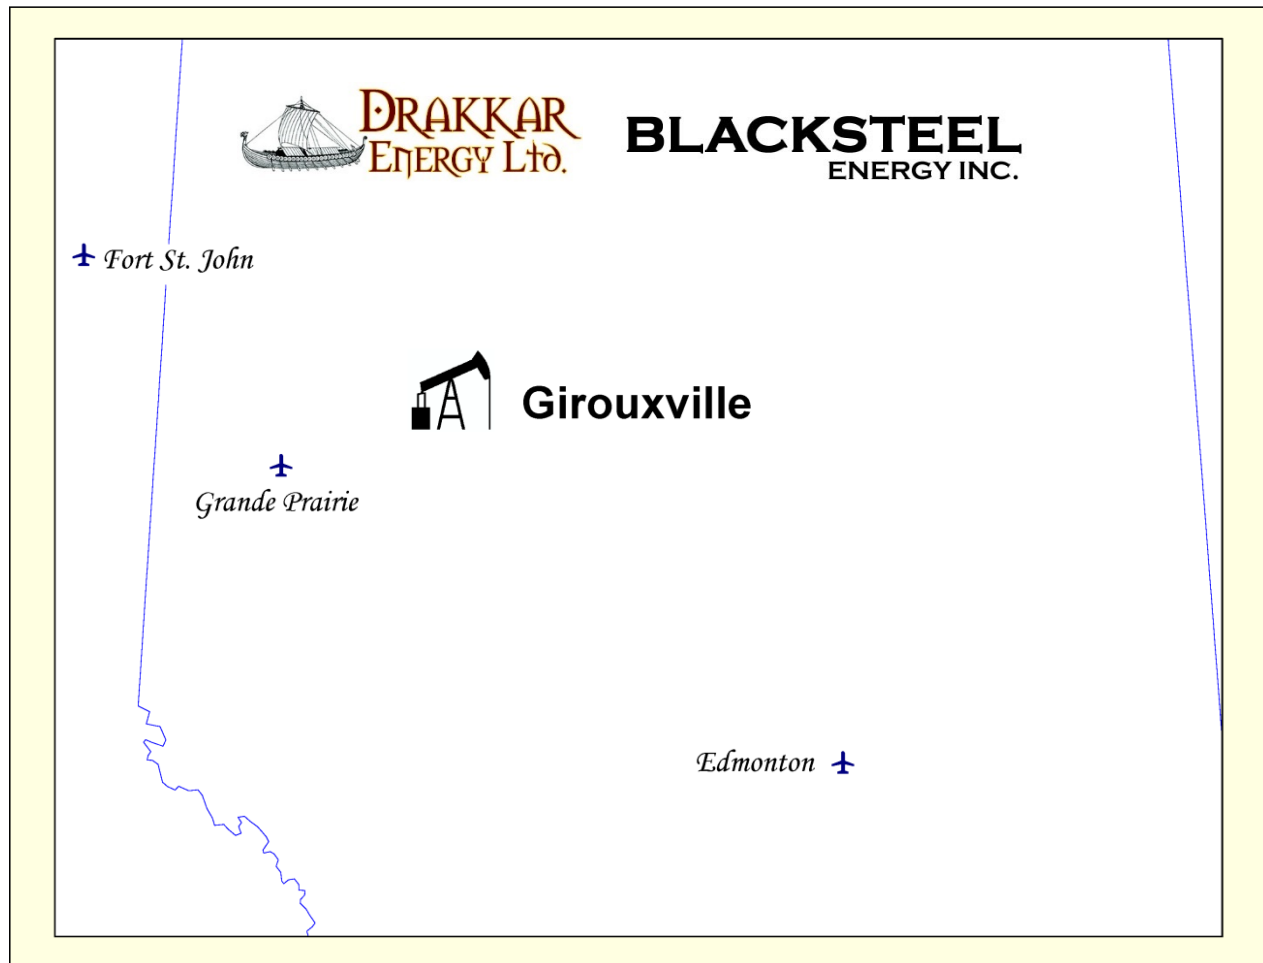 DRAKKAR
ENERGY LTD.
BLACKSTEEL
ENERGY INC.
Fort St. John
Girouxville
Grande Prairie
Edmonton